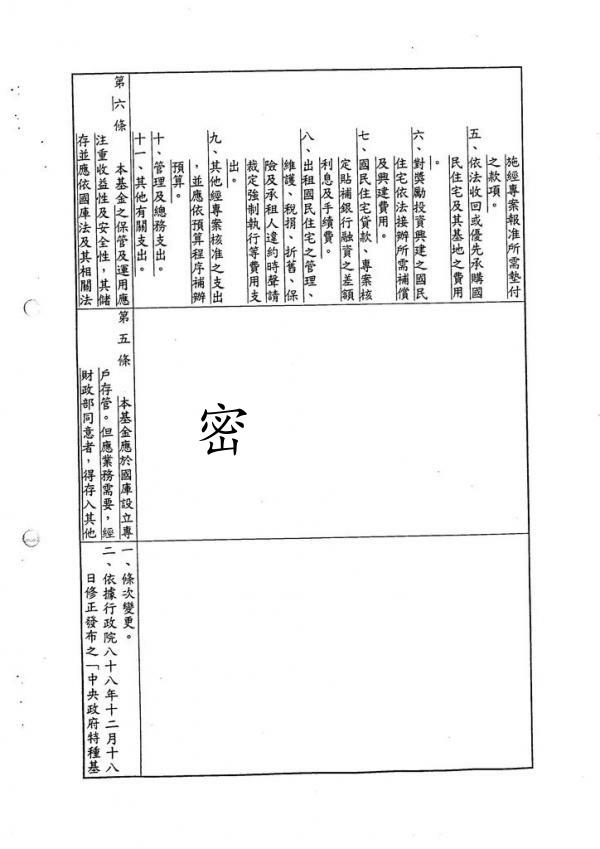 施經專案報准所需墊付
之款項。
五、依法收回或優先承購國
民住宅及其基地之費用
。
六、對獎勵投資興建之國民
住宅依法接辦所需補償
及興建費用。
七、國民住宅貸款、專案核
定貼補銀行融資之差額
利息及手續費。
八、出租國民住宅之管理、
維護、稅捐、折舊、保
險及承租人違約時聲請
裁定強制執行等費用支
出。
九、其他經專案核准之支出
，並應依預算程序補辦
預算。
十、管理及總務支出。
十一、其他有關支出。
第六條　本基金之保管及運用應
注重收益性及安全性，其儲
存並應依國庫法及其相關法
密
第五條　本基金應於國庫設立專
戶存管。但應業務需要，經
財政部同意者，得存入其他
一、條次變更。
二、依據行政院八十八年十二月十八
日修正發布之「中央政府特種基